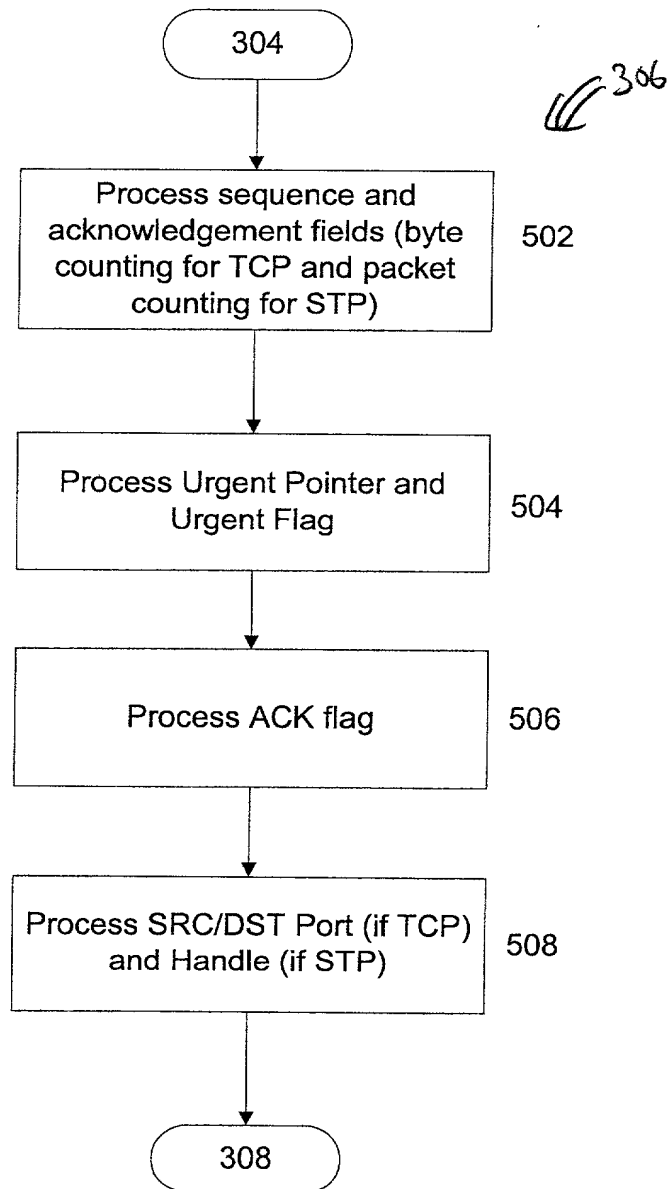 304
306
Process sequence and
acknowledgement fields (byte
counting for TCP and packet
counting for STP)
502
Process Urgent Pointer and
Urgent Flag
504
Process ACK flag
506
Process SRC/DST Port (if TCP)
and Handle (if STP)
508
308